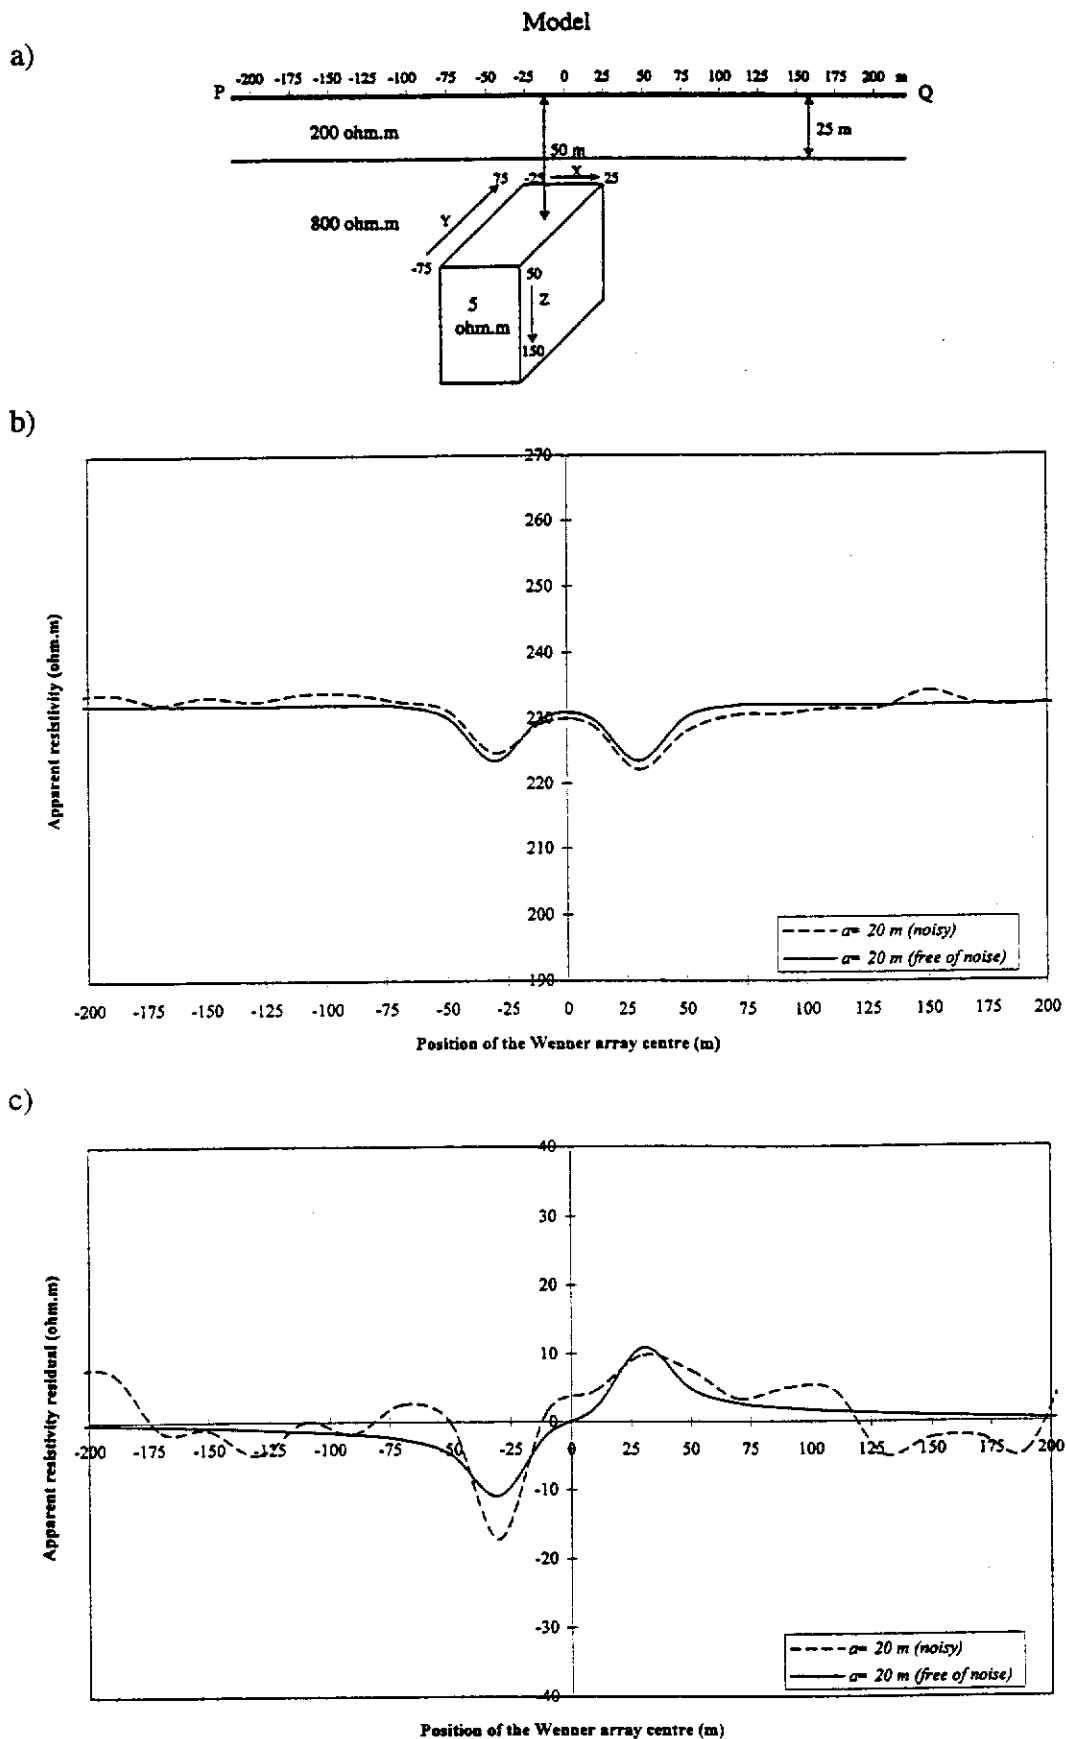 Model
a)
-200 -175 -150 -125 -100 -75 -50 -25 0 25 50 75 100 125 150 175 200 m
P Q
200 ohm.m
25 m
50 m
75 -25 X 25
800 ohm.m
Y
-75
50
5
ohm.m
Z
150
b)
270
260
250
240
230
220
210
200
190
Apparent resistivity (ohm.m)
a= 20 m (noisy)
a= 20 m (free of noise)
-200 -175 -150 -125 -100 -75 -50 -25 0 25 50 75 100 125 150 175 200
Position of the Wenner array centre (m)
c)
40
30
20
10
0
-10
-20
-30
-40
Apparent resistivity residual (ohm.m)
-200 -175 -150 -125 -100 -75 -50 -25 0 25 50 75 100 125 150 175 200
a= 20 m (noisy)
a= 20 m (free of noise)
Position of the Wenner array centre (m)